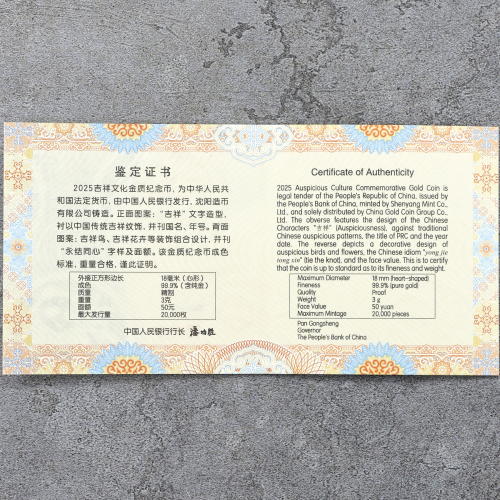 鉴定证书
2025吉祥文化金质纪念币，为中华人民共
和国法定货币，由中国人民银行发行，沈阳造币
有限公司铸造。正面图案：“吉祥”文字造型，
衬以中国传统吉祥纹饰，并刊国名、年号。背面
图案：吉祥鸟、吉祥花卉等装饰组合设计，并刊
“永结同心”字样及面额。该金质纪念币成色
标准，重量合格，谨此证明。
外接正方形边长 18毫米（心形）
成色 99.9%（含纯金）
质量 精制
重量 3克
面额 50元
最大发行量 20,000枚
中国人民银行行长
Certificate of Authenticity
2025 Auspicious Culture Commemorative Gold Coin is
legal tender of the People's Republic of China, issued by
the People's Bank of China, minted by Shenyang Mint Co.,
Ltd., and solely distributed by China Gold Coin Group Co.,
Ltd. The obverse features the design of the Chinese
Characters “吉祥” (Auspiciousness), against traditional
Chinese auspicious patterns, the title of PRC and the year
date. The reverse depicts a decorative design of
auspicious birds and flowers, the Chinese idiom “yong jie
tong xin” (tie the knot), and the face value. This is to certify
that the coin is up to standard as to its fineness and weight.
Maximum Diameter 18 mm (heart-shaped)
Fineness 99.9% (pure gold)
Quality Proof
Weight 3 g
Face Value 50 yuan
Maximum Mintage 20,000 pieces
Pan Gongsheng
Governor
The People's Bank of China